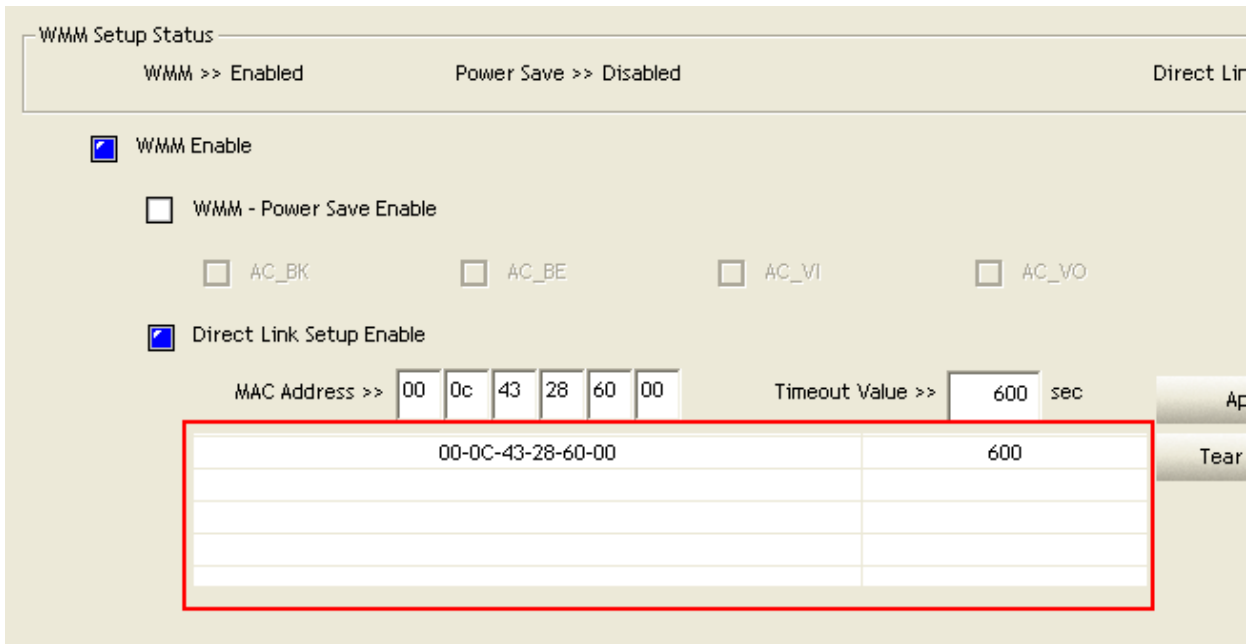 WMM Setup Status
WMM >> Enabled Power Save >> Disabled Direct
WMM Enable
WMM - Power Save Enable
AC_BK AC_BE AC_VI AC_VO
Direct Link Setup Enable
MAC Address >> 00 0c 43 28 60 00 Timeout Value >> 600 sec
00-0C-43-28-60-00 600
Tear